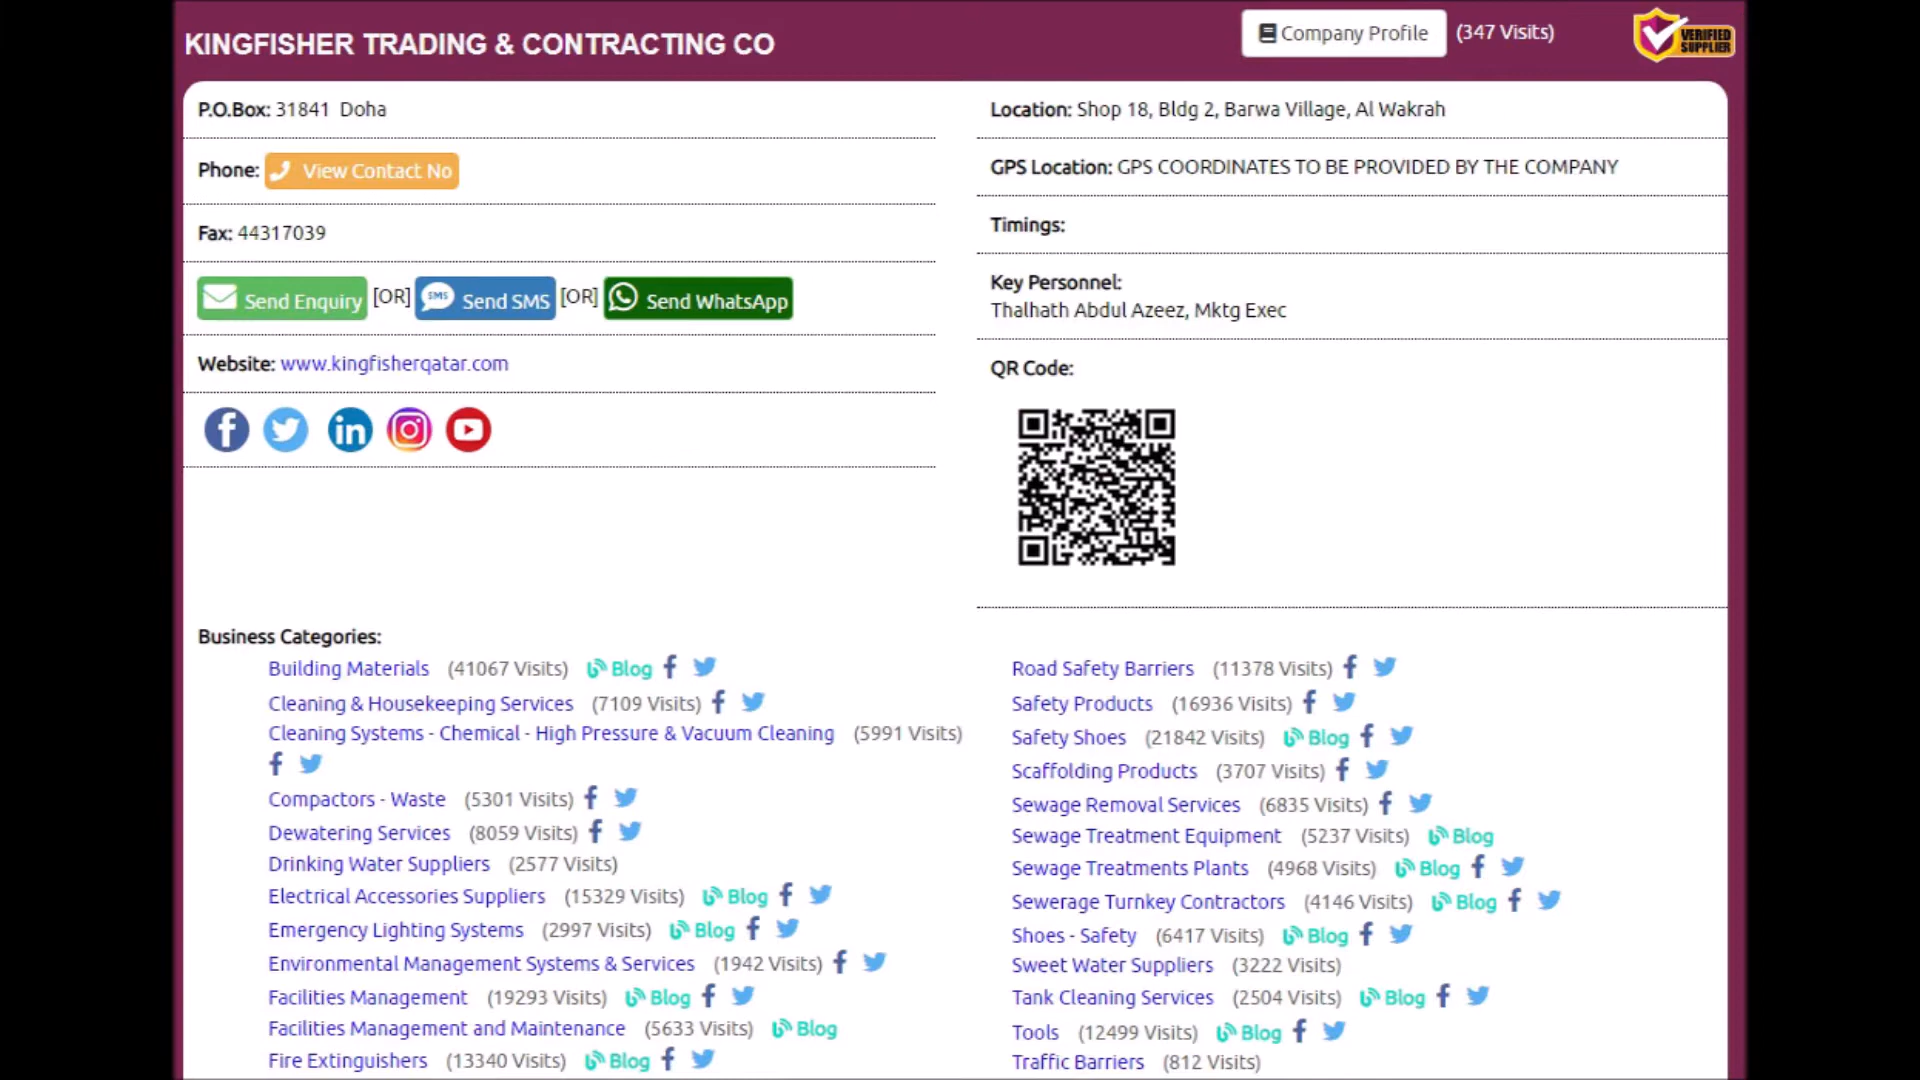 KINGFISHER TRADING & CONTRACTING CO
Company Profile (347 Visits)
VERIFIED
SUPPLIER
P.O.Box: 31841 Doha
Phone: View Contact No
Fax: 44317039
Send Enquiry [OR] SMS Send SMS [OR] Send WhatsApp
Website: www.kingfisherqatar.com
Location: Shop 18, Bldg 2, Barwa Village, Al Wakrah
GPS Location: GPS COORDINATES TO BE PROVIDED BY THE COMPANY
Timings:
Key Personnel:
Thalhath Abdul Azeez, Mktg Exec
QR Code:
Business Categories:
Building Materials (41067 Visits) Blog
Cleaning & Housekeeping Services (7109 Visits)
Cleaning Systems - Chemical - High Pressure & Vacuum Cleaning (5991 Visits)
Compactors - Waste (5301 Visits)
Dewatering Services (8059 Visits)
Drinking Water Suppliers (2577 Visits)
Electrical Accessories Suppliers (15329 Visits) Blog
Emergency Lighting Systems (2997 Visits) Blog
Environmental Management Systems & Services (1942 Visits)
Facilities Management (19293 Visits) Blog
Facilities Management and Maintenance (5633 Visits) Blog
Fire Extinguishers (13340 Visits) Blog
Road Safety Barriers (11378 Visits)
Safety Products (16936 Visits)
Safety Shoes (21842 Visits) Blog
Scaffolding Products (3707 Visits)
Sewage Removal Services (6835 Visits)
Sewage Treatment Equipment (5237 Visits) Blog
Sewage Treatments Plants (4968 Visits) Blog
Sewerage Turnkey Contractors (4146 Visits) Blog
Shoes - Safety (6417 Visits) Blog
Sweet Water Suppliers (3222 Visits)
Tank Cleaning Services (2504 Visits) Blog
Tools (12499 Visits) Blog
Traffic Barriers (812 Visits)